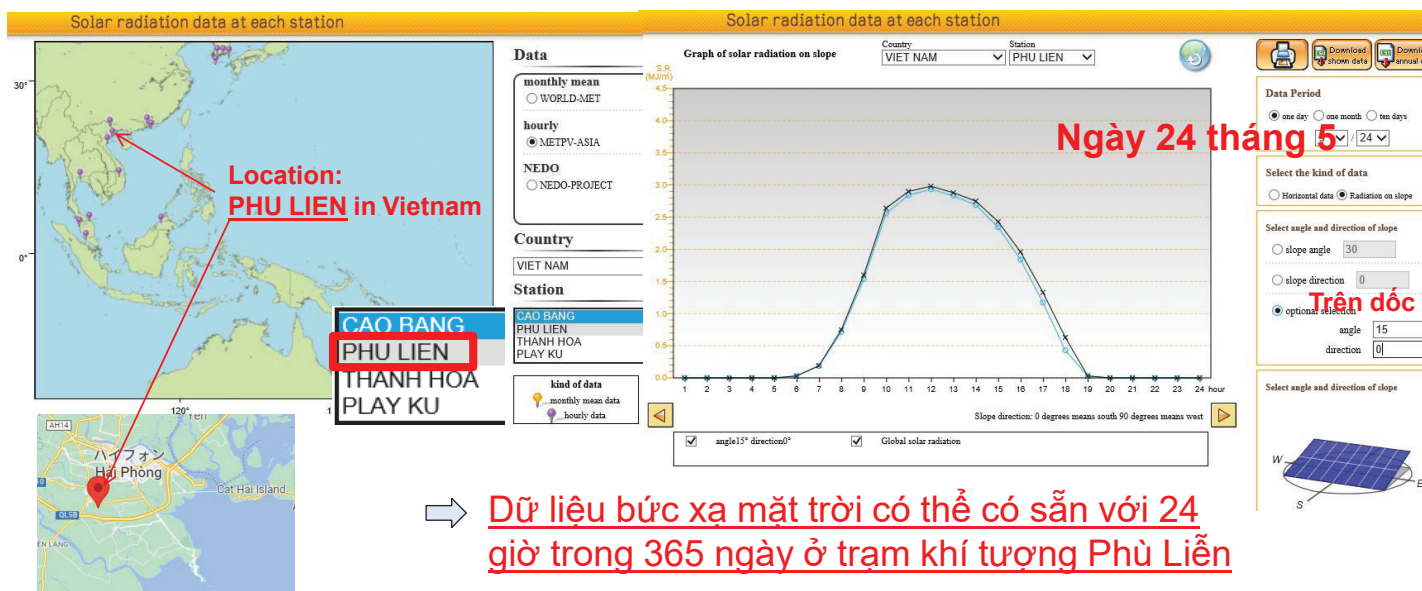 Solar radiation data at each station
30°
0°
120°
Location:
PHU LIEN in Vietnam
Data
monthly mean
WORLD-MET
hourly
METPV-ASIA
NEDO
NEDO-PROJECT
Country
VIET NAM
Station
CAO BANG
PHU LIEN
THANH HOA
PLAY KU
kind of data
monthly mean data
hourly data
CAO BANG
PHU LIEN
THANH HOA
PLAY KU
AH14
Yen
ハイフォン
Hải Phòng
Cat Hai Island
QL5B
Solar radiation data at each station
Graph of solar radiation on slope
Country
VIET NAM
Station
PHU LIEN
S.R.
(MJ/㎡)
4.5
4.0
3.5
3.0
2.5
2.0
1.5
1.0
0.5
0.0
1 2 3 4 5 6 7 8 9 10 11 12 13 14 15 16 17 18 19 20 21 22 23 24 hour
Slope direction: 0 degrees means south 90 degrees means west
angle15° direction0°
Global solar radiation
Ngày 24 tháng 5
Download
shown data
Data Period
one day one month ten days
/ 24
Select the kind of data
Horizontal data Radiation on slope
Select angle and direction of slope
slope angle 30
slope direction 0
Trên dốc
optional selection
angle 15
direction 0
Select angle and direction of slope
W
S
E
Dữ liệu bức xạ mặt trời có thể có sẵn với 24
giờ trong 365 ngày ở trạm khí tượng Phù Liễn